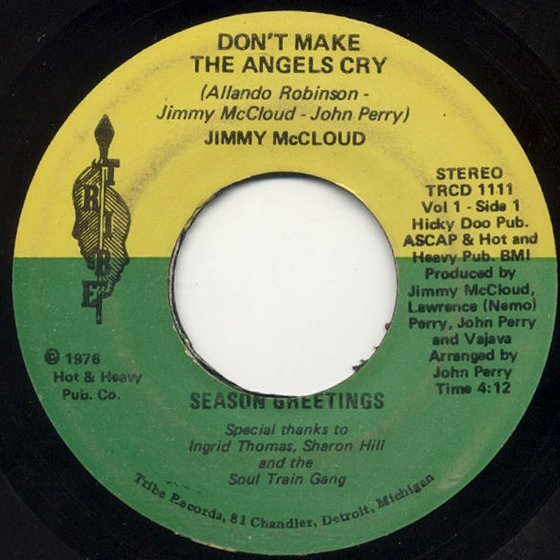 DON'T MAKE
THE ANGELS CRY
(Allando Robinson -
Jimmy McCloud - John Perry)
JIMMY McCLOUD
TRIBE
STEREO
TRCD 1111
Vol 1 - Side 1
Hicky Doo Pub.
ASCAP & Hot and
Heavy Pub. BMI
Produced by
Jimmy McCloud,
Lawrence (Nemo)
Perry, John Perry
and Vajava
Arranged by
John Perry
Time 4:12
℗ 1976
Hot & Heavy
Pub. Co.
SEASON GREETINGS
Special thanks to
Ingrid Thomas, Sharon Hill
and the
Soul Train Gang
Tribe Records, 81 Chandler, Detroit, Michigan